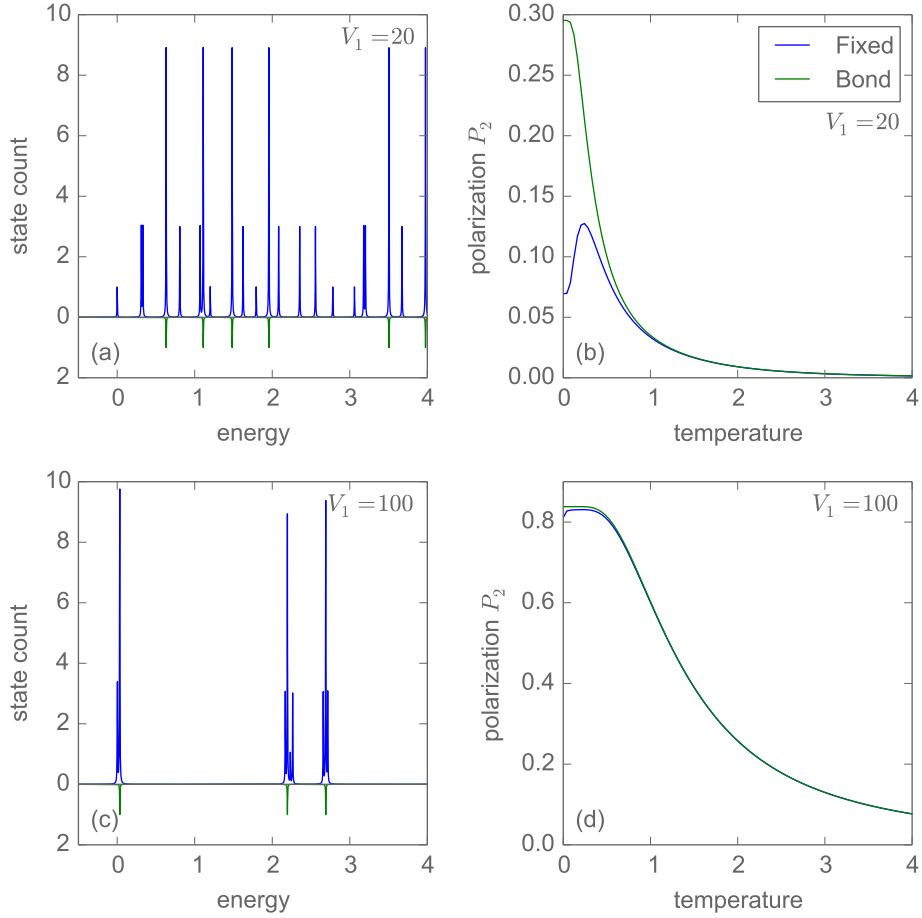 10
8
6
4
2
0
2
state count
V₁ = 20
(a)
0 1 2 3 4
energy
0.30
0.25
0.20
0.15
0.10
0.05
0.00
polarization P₂
Fixed
Bond
V₁ = 20
(b)
0 1 2 3 4
temperature
10
8
6
4
2
0
2
state count
V₁ = 100
(c)
0 1 2 3 4
energy
0.8
0.6
0.4
0.2
0.0
polarization P₂
V₁ = 100
(d)
0 1 2 3 4
temperature